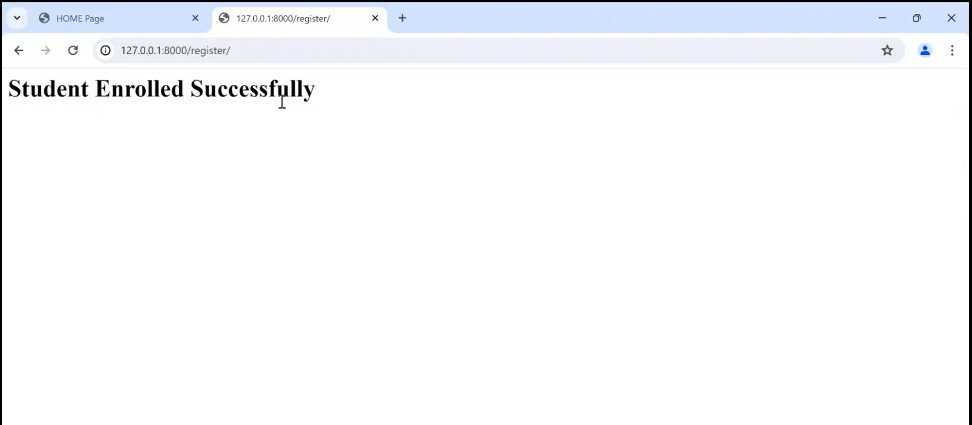 HOME Page
127.0.0.1:8000/register/
127.0.0.1:8000/register/
Student Enrolled Successfully